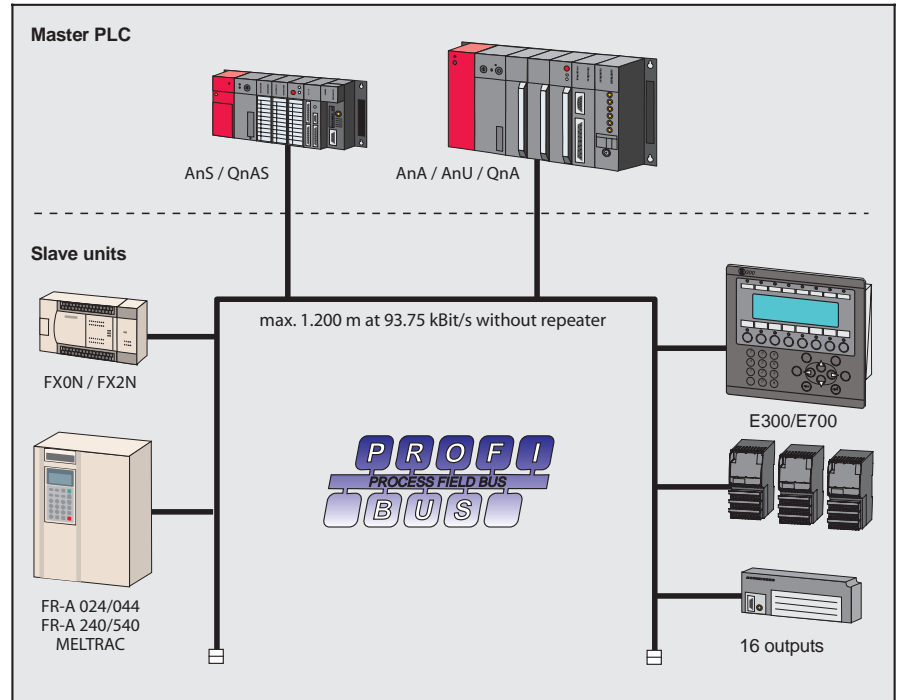 Master PLC
AnS / QnAS
AnA / AnU / QnA
Slave units
max. 1.200 m at 93.75 kBit/s without repeater
FX0N / FX2N
E300/E700
PROFI
PROCESS FIELD BUS
BUS
FR-A 024/044
FR-A 240/540
MELTRAC
16 outputs